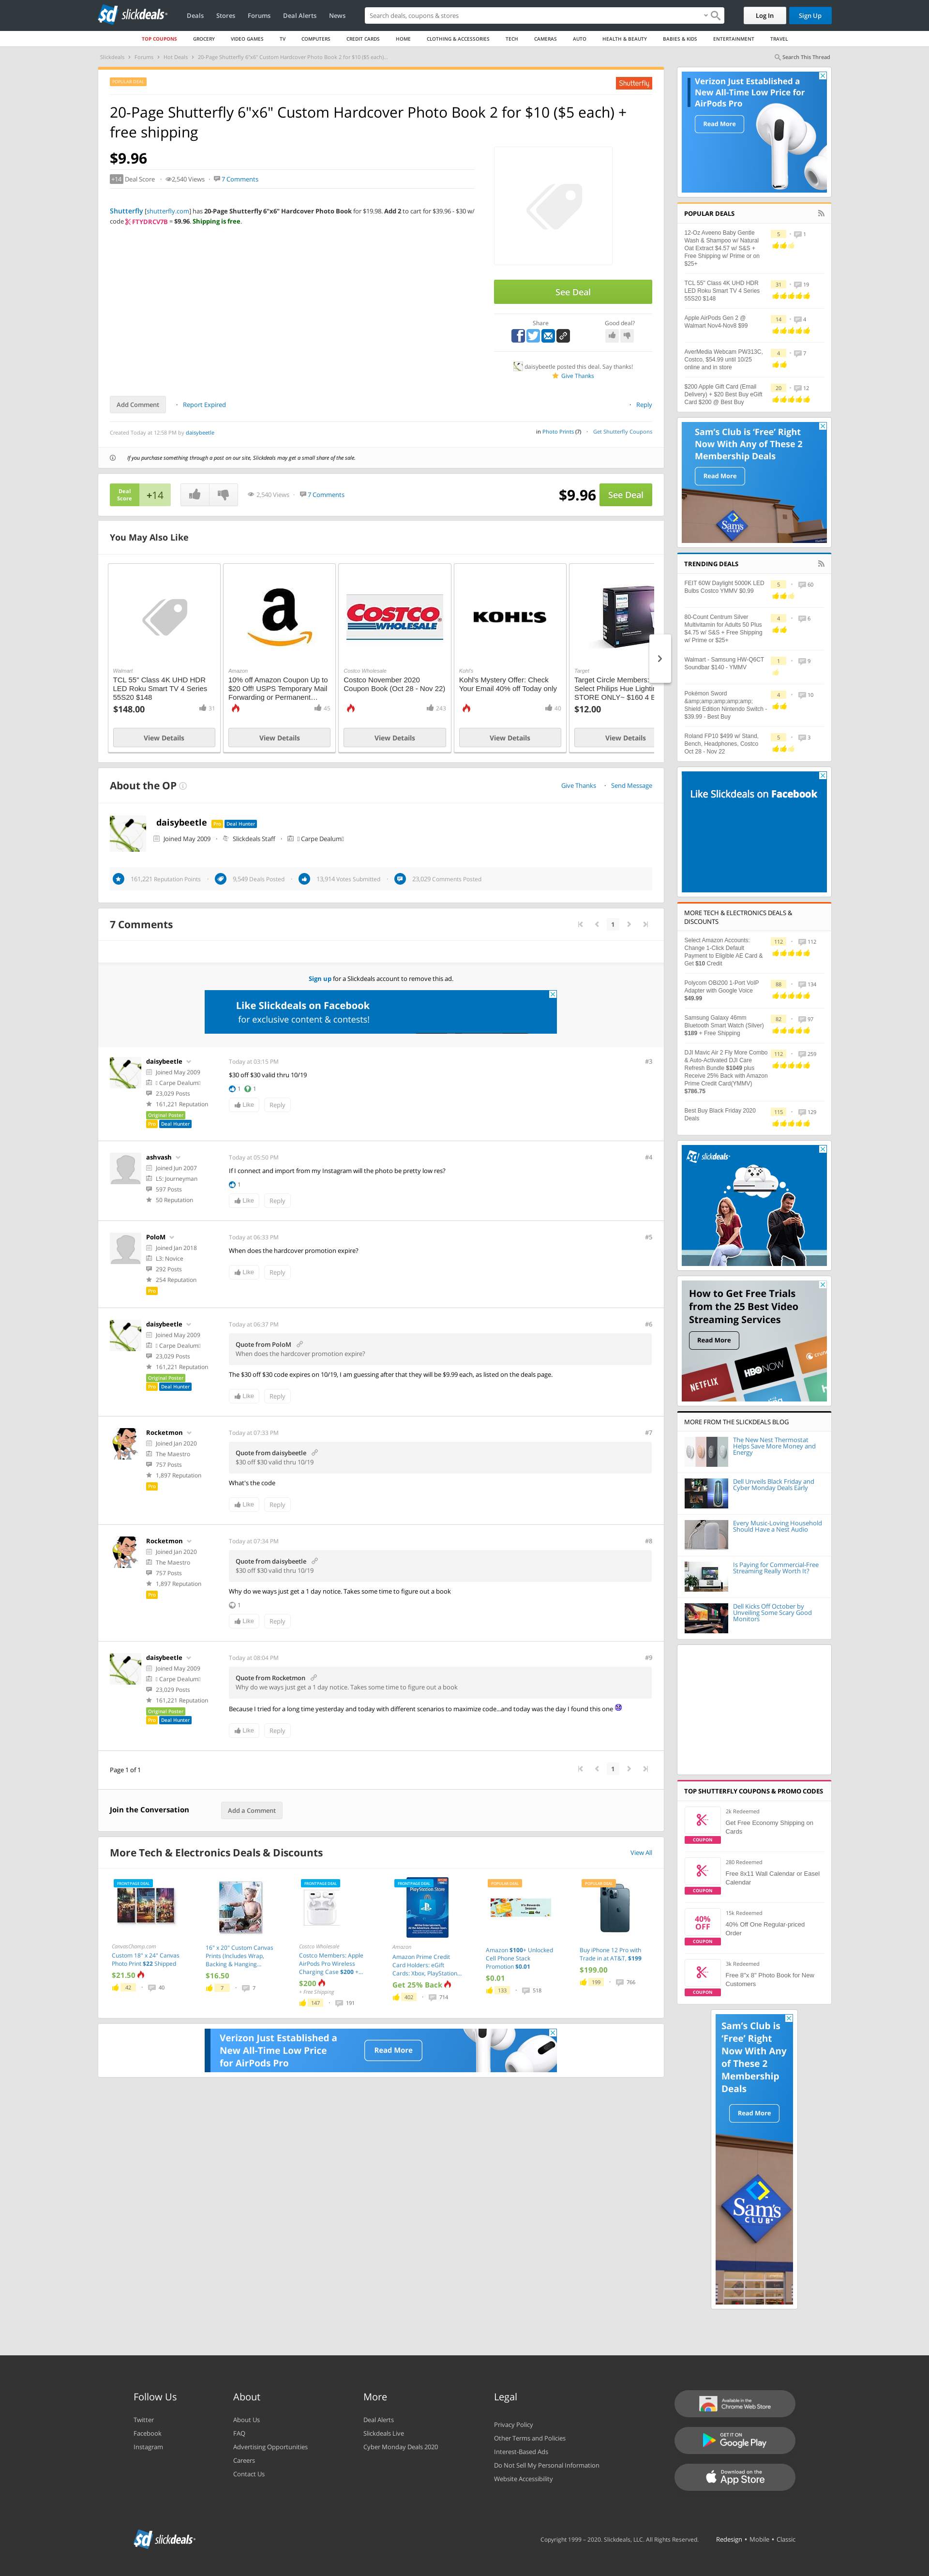 slickdeals
Deals Stores Forums Deal Alerts News
Search deals, coupons & stores
Log In Sign Up
TOP COUPONS GROCERY VIDEO GAMES TV COMPUTERS CREDIT CARDS HOME CLOTHING & ACCESSORIES TECH CAMERAS AUTO HEALTH & BEAUTY BABIES & KIDS ENTERTAINMENT TRAVEL
Slickdeals › Forums › Hot Deals › 20-Page Shutterfly 6"x6" Custom Hardcover Photo Book 2 for $10 ($5 each)...
Search This Thread
POPULAR DEAL
Shutterfly
20-Page Shutterfly 6"x6" Custom Hardcover Photo Book 2 for $10 ($5 each) +
free shipping
$9.96
+14 Deal Score 2,540 Views 7 Comments
Shutterfly [shutterfly.com] has 20-Page Shutterfly 6"x6" Hardcover Photo Book for $19.98. Add 2 to cart for $39.96 - $30 w/
code FTYDRCV7B = $9.96. Shipping is free.
See Deal
Share Good deal?
daisybeetle posted this deal. Say thanks!
Give Thanks
Add Comment Report Expired Reply
Created Today at 12:58 PM by daisybeetle
in Photo Prints (7) Get Shutterfly Coupons
If you purchase something through a post on our site, Slickdeals may get a small share of the sale.
Deal
Score
+14
2,540 Views 7 Comments
$9.96 See Deal
You May Also Like
Walmart
TCL 55" Class 4K UHD HDR
LED Roku Smart TV 4 Series
55S20 $148
$148.00 31
View Details
Amazon
10% off Amazon Coupon Up to
$20 Off! USPS Temporary Mail
Forwarding or Permanent...
45
View Details
COSTCO
WHOLESALE
Costco Wholesale
Costco November 2020
Coupon Book (Oct 28 - Nov 22)
243
View Details
KOHL'S
Kohl's
Kohl's Mystery Offer: Check
Your Email 40% off Today only
40
View Details
Target
Target Circle Members:
Select Philips Hue Lightin
STORE ONLY~ $160 4 B
$12.00
View Details
About the OP
Give Thanks Send Message
daisybeetle Pro Deal Hunter
Joined May 2009 Slickdeals Staff Carpe Dealum
161,221 Reputation Points 9,549 Deals Posted 13,914 Votes Submitted 23,029 Comments Posted
7 Comments
1
Sign up for a Slickdeals account to remove this ad.
Like Slickdeals on Facebook
for exclusive content & contests!
daisybeetle
Joined May 2009
Carpe Dealum
23,029 Posts
161,221 Reputation
Original Poster
Pro Deal Hunter
Today at 03:15 PM #3
$30 off $30 valid thru 10/19
1 1
Like Reply
ashvash
Joined Jun 2007
L5: Journeyman
597 Posts
50 Reputation
Today at 05:50 PM #4
If I connect and import from my Instagram will the photo be pretty low res?
1
Like Reply
PoloM
Joined Jan 2018
L3: Novice
292 Posts
254 Reputation
Pro
Today at 06:33 PM #5
When does the hardcover promotion expire?
Like Reply
daisybeetle
Joined May 2009
Carpe Dealum
23,029 Posts
161,221 Reputation
Original Poster
Pro Deal Hunter
Today at 06:37 PM #6
Quote from PoloM
When does the hardcover promotion expire?
The $30 off $30 code expires on 10/19, I am guessing after that they will be $9.99 each, as listed on the deals page.
Like Reply
Rocketmon
Joined Jan 2020
The Maestro
757 Posts
1,897 Reputation
Pro
Today at 07:33 PM #7
Quote from daisybeetle
$30 off $30 valid thru 10/19
What's the code
Like Reply
Rocketmon
Joined Jan 2020
The Maestro
757 Posts
1,897 Reputation
Pro
Today at 07:34 PM #8
Quote from daisybeetle
$30 off $30 valid thru 10/19
Why do we ways just get a 1 day notice. Takes some time to figure out a book
1
Like Reply
daisybeetle
Joined May 2009
Carpe Dealum
23,029 Posts
161,221 Reputation
Original Poster
Pro Deal Hunter
Today at 08:04 PM #9
Quote from Rocketmon
Why do we ways just get a 1 day notice. Takes some time to figure out a book
Because I tried for a long time yesterday and today with different scenarios to maximize code...and today was the day I found this one
Like Reply
Page 1 of 1 1
Join the Conversation Add a Comment
More Tech & Electronics Deals & Discounts View All
FRONTPAGE DEAL
CanvasChamp.com
Custom 18" x 24" Canvas
Photo Print $22 Shipped
$21.50
42 40
16" x 20" Custom Canvas
Prints (Includes Wrap,
Backing & Hanging...
$16.50
7 7
FRONTPAGE DEAL
Costco Wholesale
Costco Members: Apple
AirPods Pro Wireless
Charging Case $200 +...
$200
+ Free Shipping
147 191
FRONTPAGE DEAL
PlayStation Store
Amazon
Amazon Prime Credit
Card Holders: eGift
Cards: Xbox, PlayStation...
Get 25% Back
402 714
POPULAR DEAL
Amazon $100+ Unlocked
Cell Phone Stack
Promotion $0.01
$0.01
133 518
POPULAR DEAL
Buy iPhone 12 Pro with
Trade in at AT&T, $199
$199.00
199 766
Verizon Just Established a
New All-Time Low Price
for AirPods Pro
Read More
Verizon Just Established a
New All-Time Low Price for
AirPods Pro
Read More
POPULAR DEALS
12-Oz Aveeno Baby Gentle
Wash & Shampoo w/ Natural
Oat Extract $4.57 w/ S&S +
Free Shipping w/ Prime or on
$25+
5 1
TCL 55" Class 4K UHD HDR
LED Roku Smart TV 4 Series
55S20 $148
31 19
Apple AirPods Gen 2 @
Walmart Nov4-Nov8 $99
14 4
AverMedia Webcam PW313C,
Costco, $54.99 until 10/25
online and in store
4 7
$200 Apple Gift Card (Email
Delivery) + $20 Best Buy eGift
Card $200 @ Best Buy
20 12
Sam's Club is 'Free' Right
Now With Any of These 2
Membership Deals
Read More
Sam's
TRENDING DEALS
FEIT 60W Daylight 5000K LED
Bulbs Costco YMMV $0.99
5 60
80-Count Centrum Silver
Multivitamin for Adults 50 Plus
$4.75 w/ S&S + Free Shipping
w/ Prime or $25+
4 6
Walmart - Samsung HW-Q6CT
Soundbar $140 - YMMV
1 9
Pokémon Sword
&amp;amp;amp;amp;amp;
Shield Edition Nintendo Switch -
$39.99 - Best Buy
4 10
Roland FP10 $499 w/ Stand,
Bench, Headphones, Costco
Oct 28 - Nov 22
5 3
Like Slickdeals on Facebook
MORE TECH & ELECTRONICS DEALS &
DISCOUNTS
Select Amazon Accounts:
Change 1-Click Default
Payment to Eligible AE Card &
Get $10 Credit
112 112
Polycom OBi200 1-Port VoIP
Adapter with Google Voice
$49.99
88 134
Samsung Galaxy 46mm
Bluetooth Smart Watch (Silver)
$189 + Free Shipping
82 97
DJI Mavic Air 2 Fly More Combo
& Auto-Activated DJI Care
Refresh Bundle $1049 plus
Receive 25% Back with Amazon
Prime Credit Card(YMMV)
$786.75
112 259
Best Buy Black Friday 2020
Deals
115 129
slickdeals
How to Get Free Trials
from the 25 Best Video
Streaming Services
Read More
NETFLIX HBO NOW
MORE FROM THE SLICKDEALS BLOG
The New Nest Thermostat
Helps Save More Money and
Energy
Dell Unveils Black Friday and
Cyber Monday Deals Early
Every Music-Loving Household
Should Have a Nest Audio
Is Paying for Commercial-Free
Streaming Really Worth It?
Dell Kicks Off October by
Unveiling Some Scary Good
Monitors
TOP SHUTTERFLY COUPONS & PROMO CODES
2k Redeemed
Get Free Economy Shipping on
Cards
COUPON
280 Redeemed
Free 8x11 Wall Calendar or Easel
Calendar
COUPON
40%
OFF
15k Redeemed
40% Off One Regular-priced
Order
COUPON
3k Redeemed
Free 8"x 8" Photo Book for New
Customers
COUPON
Sam's Club is
'Free' Right
Now With Any
of These 2
Membership
Deals
Read More
Sam's
CLUB
Follow Us
Twitter
Facebook
Instagram
About
About Us
FAQ
Advertising Opportunities
Careers
Contact Us
More
Deal Alerts
Slickdeals Live
Cyber Monday Deals 2020
Legal
Privacy Policy
Other Terms and Policies
Interest-Based Ads
Do Not Sell My Personal Information
Website Accessibility
Available in the
Chrome Web Store
GET IT ON
Google Play
Download on the
App Store
slickdeals
Copyright 1999 – 2020. Slickdeals, LLC. All Rights Reserved. Redesign • Mobile • Classic